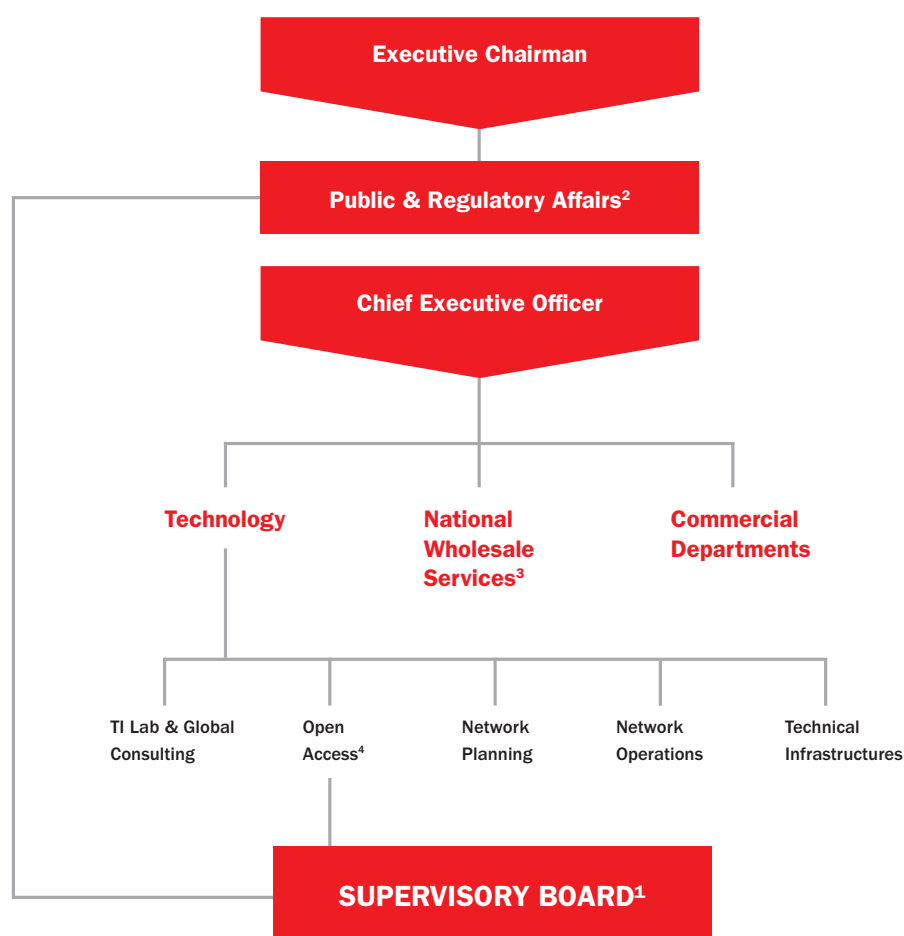 Executive Chairman
Public & Regulatory Affairs²
Chief Executive Officer
Technology
National
Wholesale
Services³
Commercial
Departments
TI Lab & Global
Consulting
Open
Access⁴
Network
Planning
Network
Operations
Technical
Infrastructures
SUPERVISORY BOARD¹